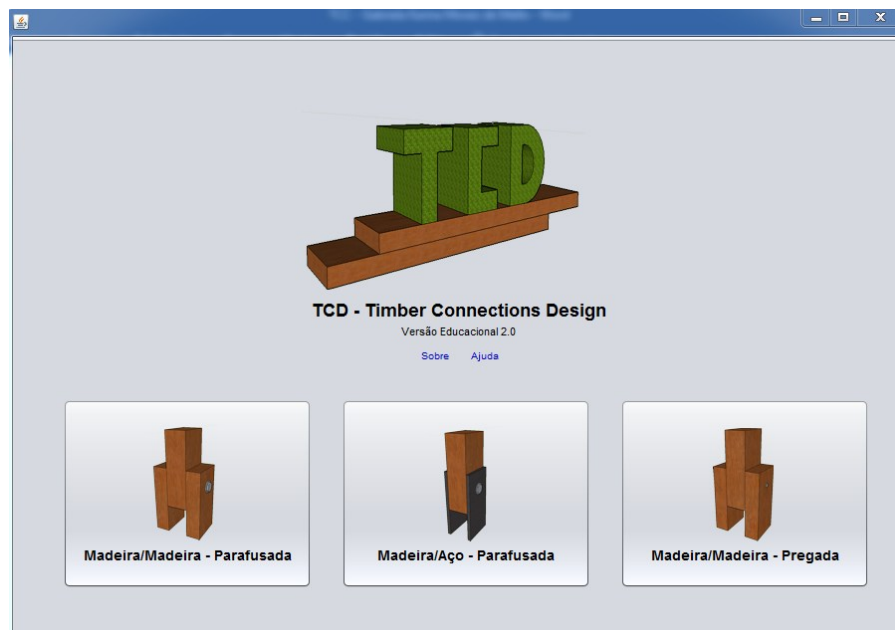 TCD
TCD - Timber Connections Design
Versão Educacional 2.0
Sobre Ajuda
Madeira/Madeira - Parafusada
Madeira/Aço - Parafusada
Madeira/Madeira - Pregada